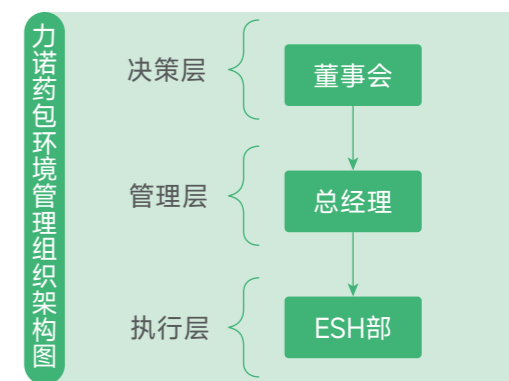 力诺药包环境管理组织架构图
决策层
董事会
管理层
总经理
执行层
ESH部